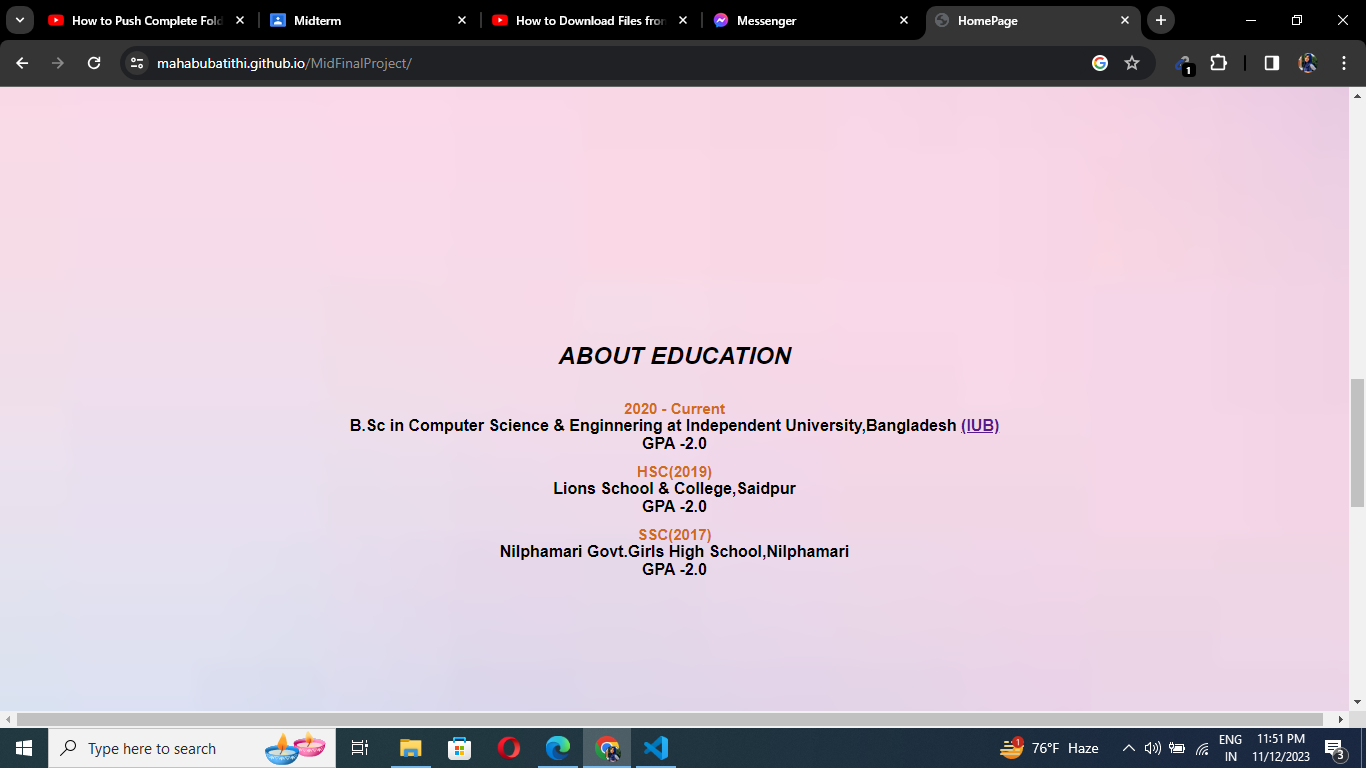 How to Push Complete Fold
Midterm
How to Download Files from
Messenger
HomePage
mahabubatithi.github.io/MidFinalProject/
1
ABOUT EDUCATION
2020 - Current
B.Sc in Computer Science & Enginnering at Independent University,Bangladesh (IUB)
GPA -2.0
HSC(2019)
Lions School & College,Saidpur
GPA -2.0
SSC(2017)
Nilphamari Govt.Girls High School,Nilphamari
GPA -2.0
Type here to search
1
76°F Haze
ENG
IN
11:51 PM
11/12/2023
3